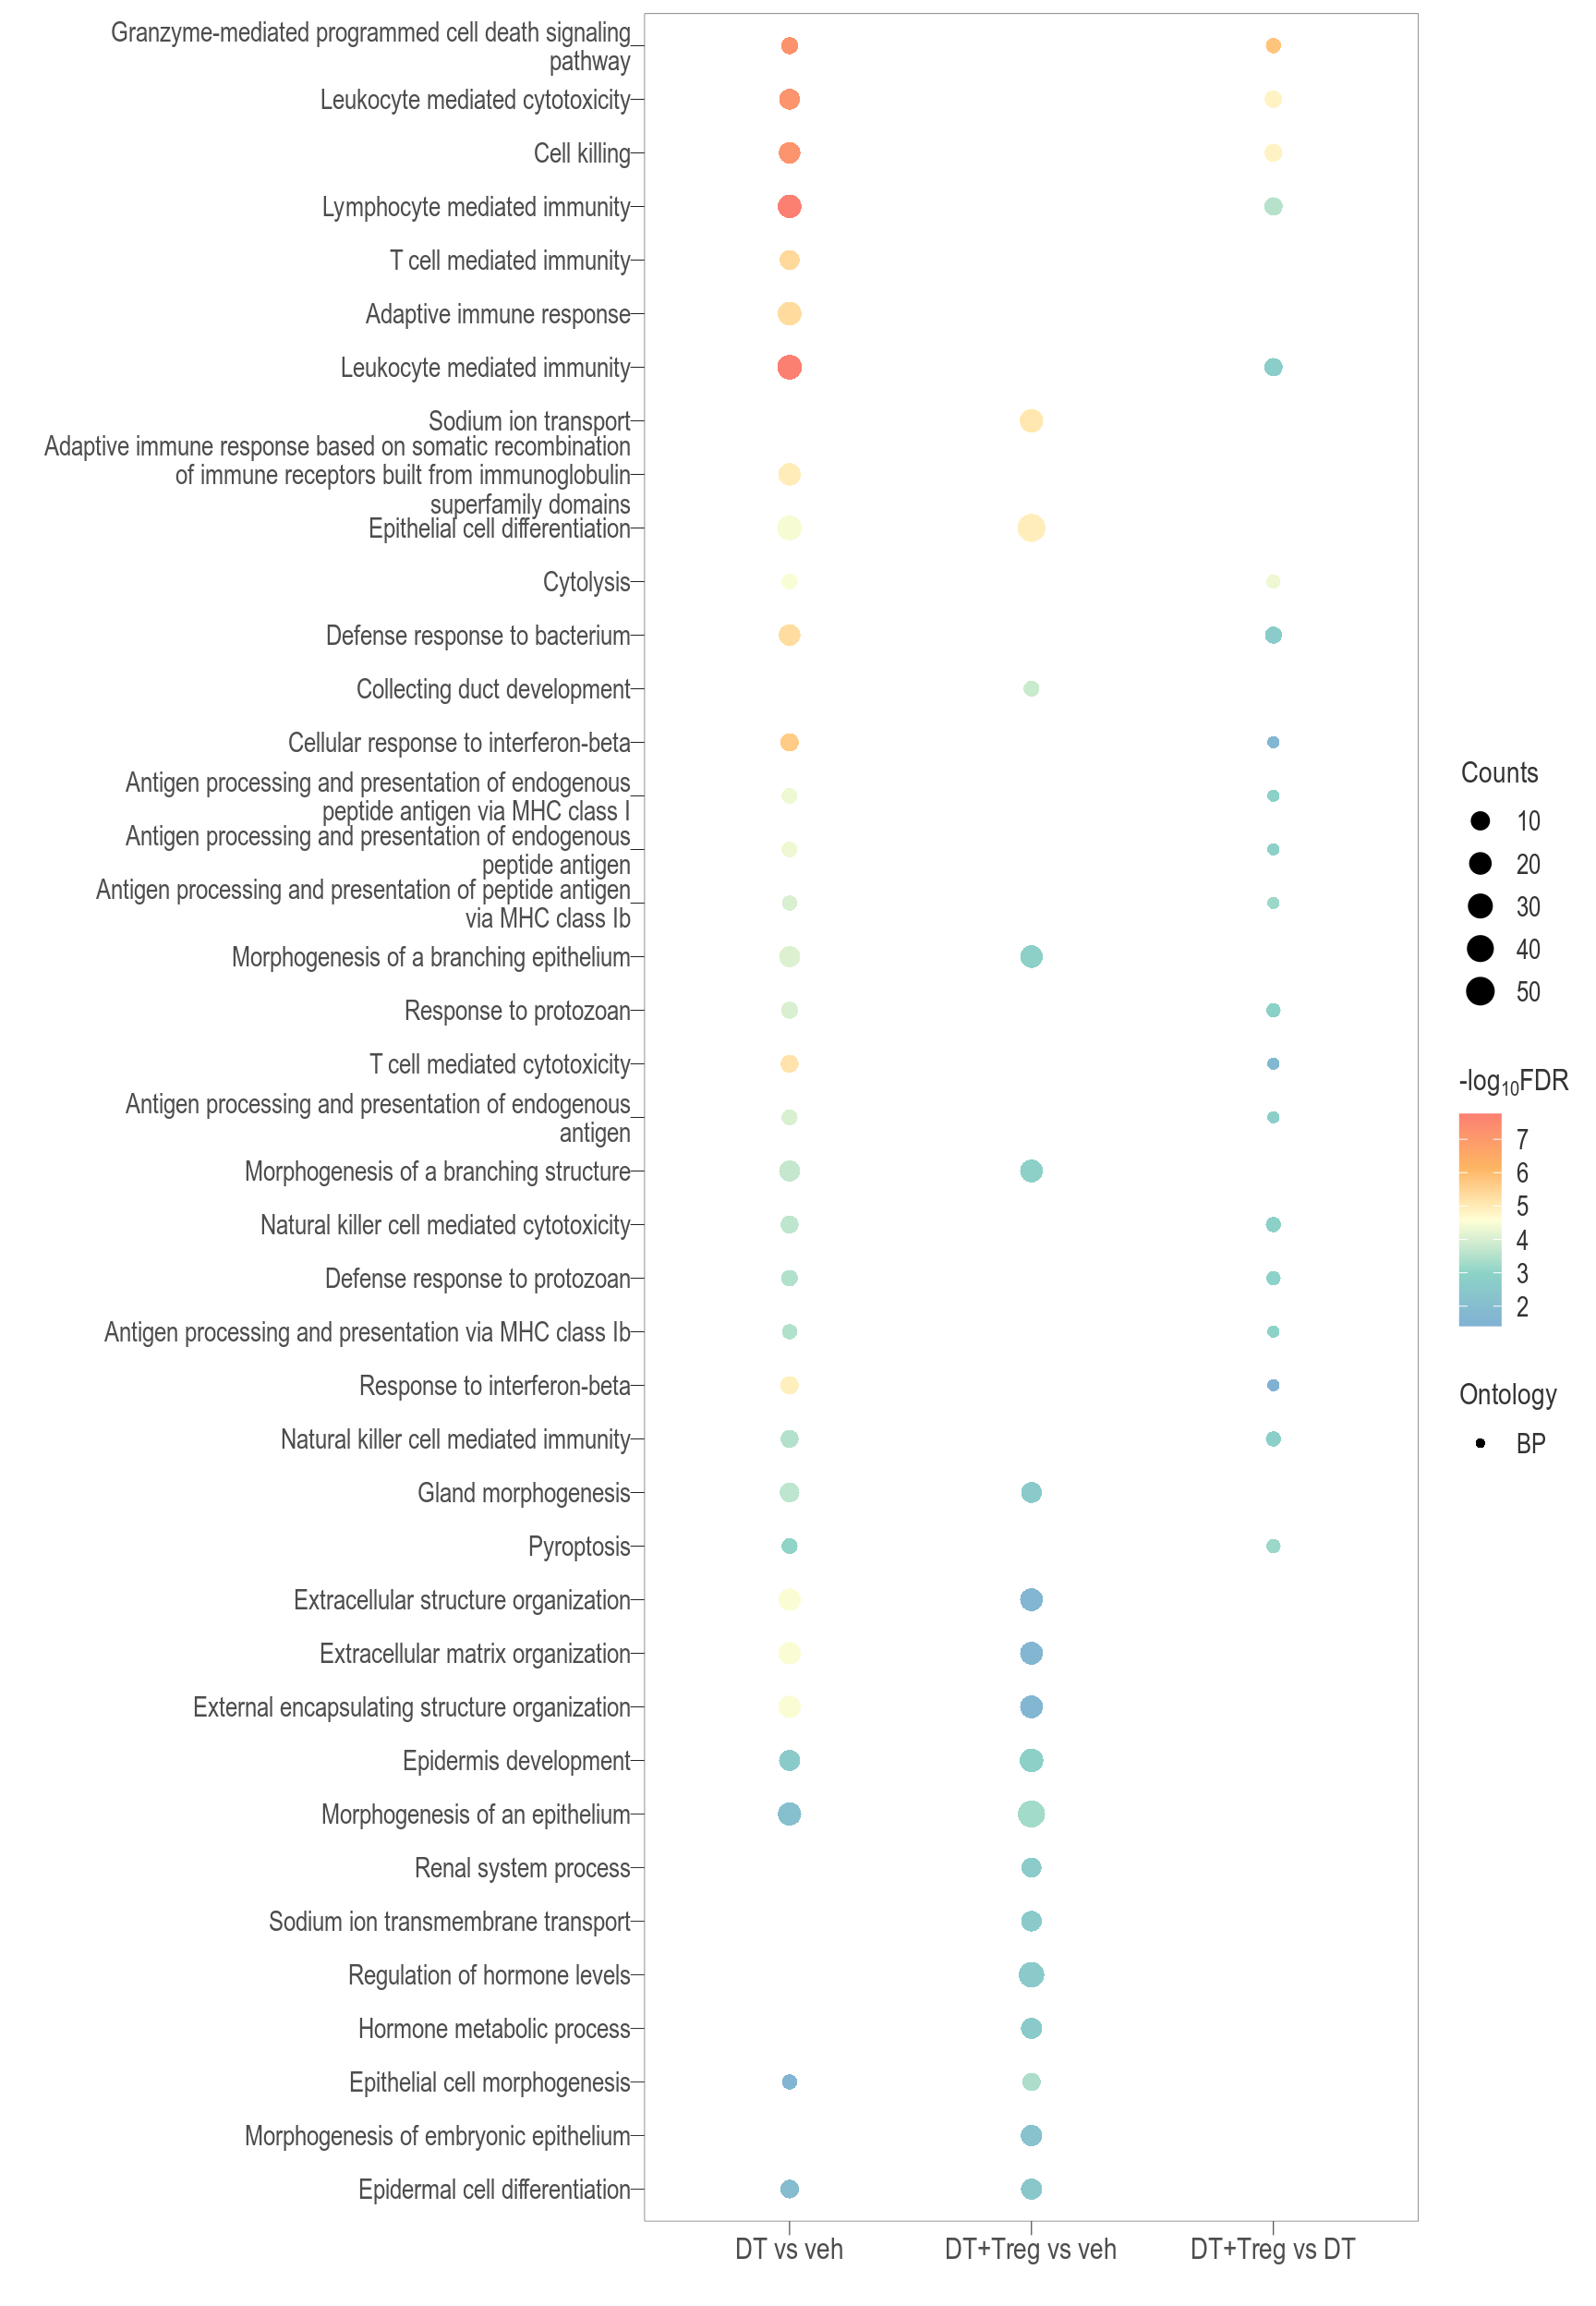 Granzyme-mediated programmed cell death signaling
pathway
Leukocyte mediated cytotoxicity
Cell killing
Lymphocyte mediated immunity
T cell mediated immunity
Adaptive immune response
Leukocyte mediated immunity
Sodium ion transport
Adaptive immune response based on somatic recombination
of immune receptors built from immunoglobulin
superfamily domains
Epithelial cell differentiation
Cytolysis
Defense response to bacterium
Collecting duct development
Cellular response to interferon-beta
Antigen processing and presentation of endogenous
peptide antigen via MHC class I
Antigen processing and presentation of endogenous
peptide antigen
Antigen processing and presentation of peptide antigen
via MHC class Ib
Morphogenesis of a branching epithelium
Response to protozoan
T cell mediated cytotoxicity
Antigen processing and presentation of endogenous
antigen
Morphogenesis of a branching structure
Natural killer cell mediated cytotoxicity
Defense response to protozoan
Antigen processing and presentation via MHC class Ib
Response to interferon-beta
Natural killer cell mediated immunity
Gland morphogenesis
Pyroptosis
Extracellular structure organization
Extracellular matrix organization
External encapsulating structure organization
Epidermis development
Morphogenesis of an epithelium
Renal system process
Sodium ion transmembrane transport
Regulation of hormone levels
Hormone metabolic process
Epithelial cell morphogenesis
Morphogenesis of embryonic epithelium
Epidermal cell differentiation
DT vs veh
DT+Treg vs veh
DT+Treg vs DT
Counts
10
20
30
40
50
-log₁₀FDR
7
6
5
4
3
2
Ontology
BP